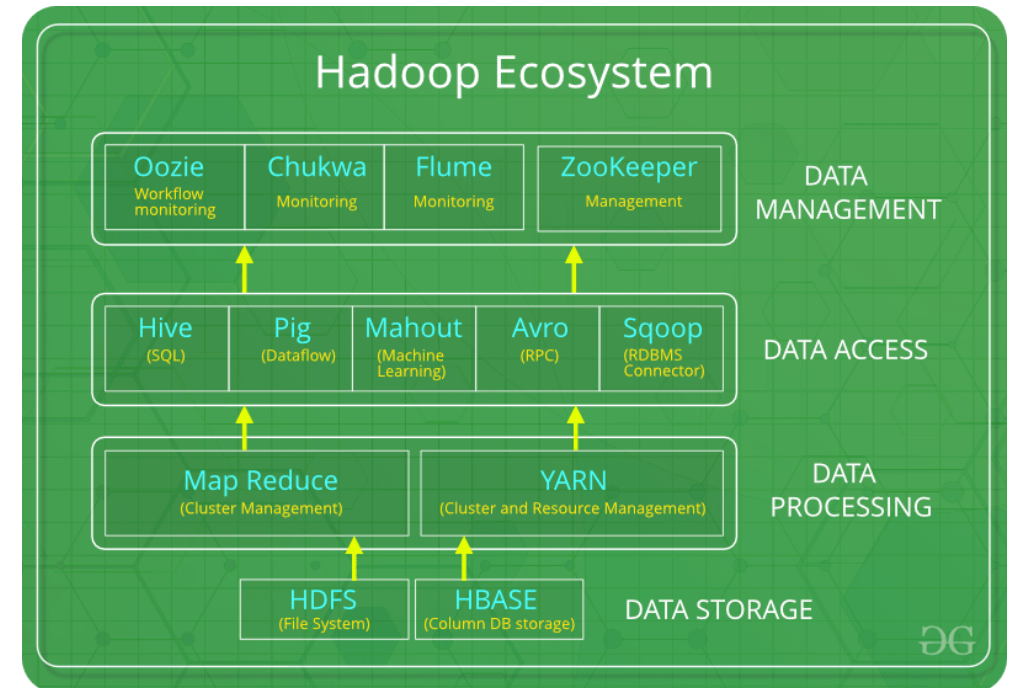 Hadoop Ecosystem
Oozie
Workflow
monitoring
Chukwa
Monitoring
Flume
Monitoring
ZooKeeper
Management
DATA
MANAGEMENT
Hive
(SQL)
Pig
(Dataflow)
Mahout
(Machine
Learning)
Avro
(RPC)
Sqoop
(RDBMS
Connector)
DATA ACCESS
Map Reduce
(Cluster Management)
YARN
(Cluster and Resource Management)
DATA
PROCESSING
HDFS
(File System)
HBASE
(Column DB storage)
DATA STORAGE
GG